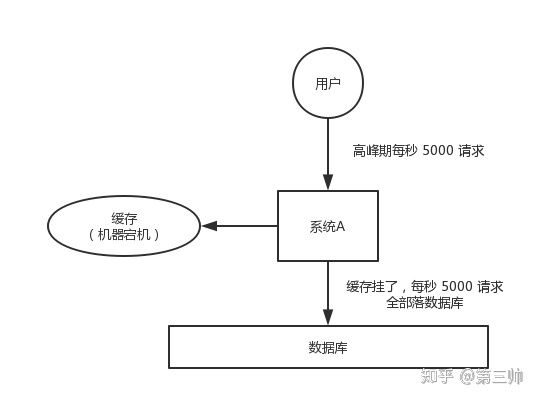 用户
高峰期每秒 5000 请求
缓存
（机器宕机）
系统A
缓存挂了，每秒 5000 请求
全部落数据库
数据库
知乎 @第三帅